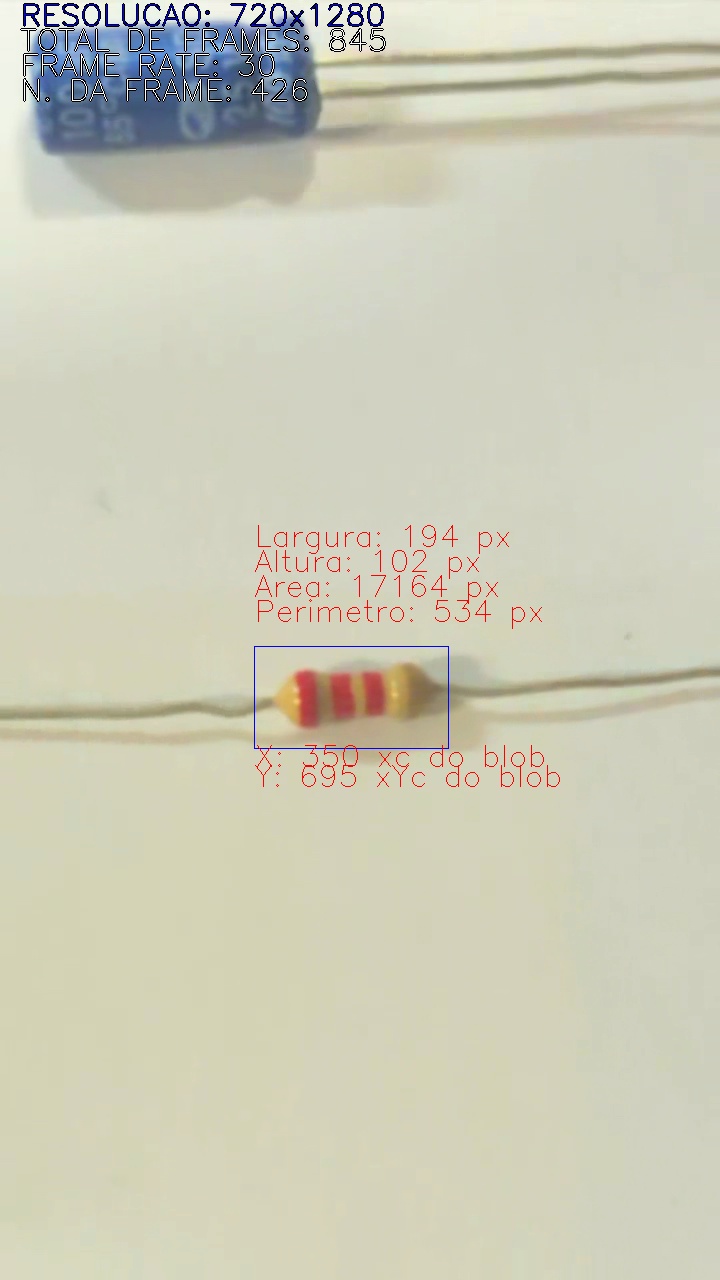 RESOLUCAO: 720x1280
TOTAL DE FRAMES: 845
FRAME RATE: 30
N. DA FRAME: 426
Largura: 194 px
Altura: 102 px
Area: 17164 px
Perimetro: 534 px
X: 350 xc do blob
Y: 695 xYc do blob